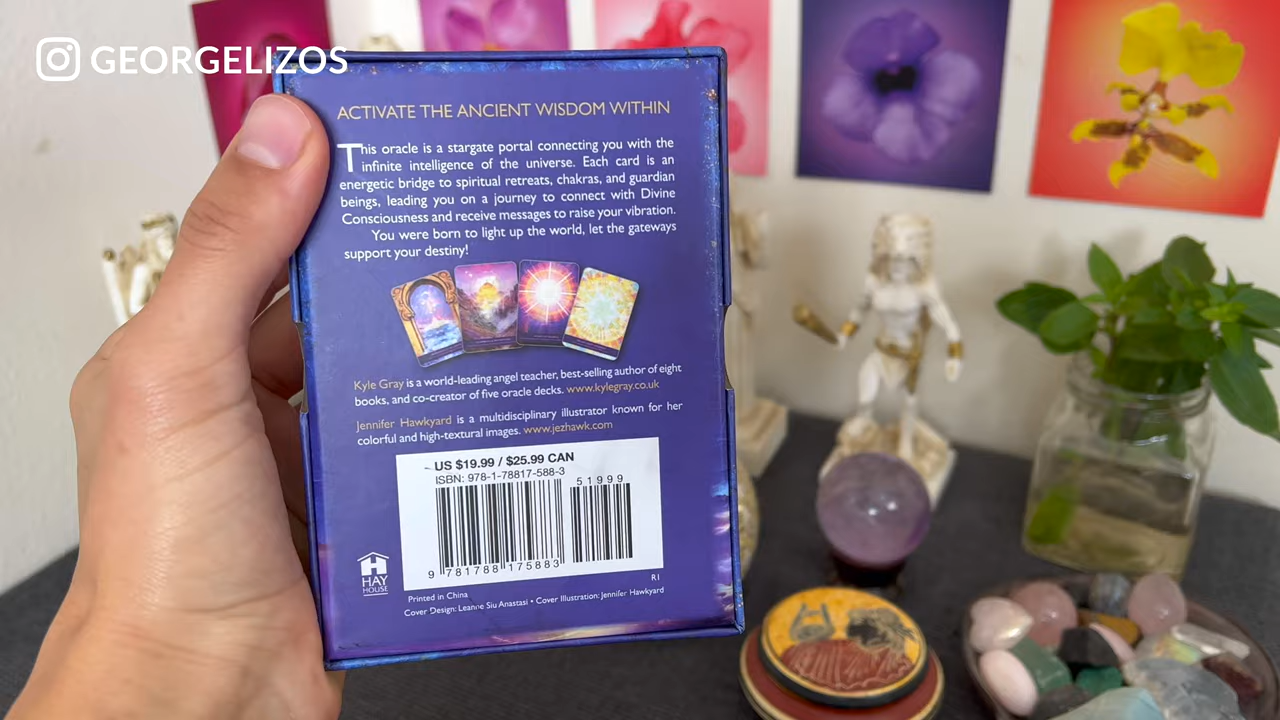 GEORGELIZOS
ACTIVATE THE ANCIENT WISDOM WITHIN
This oracle is a stargate portal connecting you with the
infinite intelligence of the universe. Each card is an
energetic bridge to spiritual retreats, chakras, and guardian
beings, leading you on a journey to connect with Divine
Consciousness and receive messages to raise your vibration.
You were born to light up the world, let the gateways
support your destiny!
Kyle Gray is a world-leading angel teacher, best-selling author of eight
books, and co-creator of five oracle decks. www.kylegray.co.uk
Jennifer Hawkyard is a multidisciplinary illustrator known for her
colorful and high-textural images. www.jezhawk.com
US $19.99 / $25.99 CAN
ISBN: 978-1-78817-588-3
51999
9 781788 175883
HAY
HOUSE
R1
Printed in China
Cover Design: Leanne Siu Anastasi • Cover Illustration: Jennifer Hawkyard